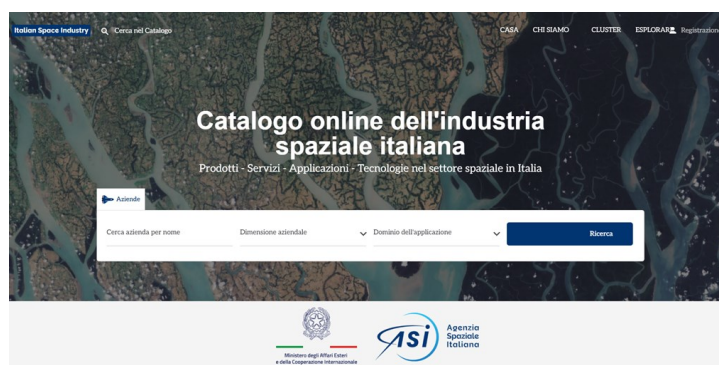 Italian Space Industry
Cerca nel Catalogo
CASA
CHI SIAMO
CLUSTER
ESPLORAR
Registrazion
Catalogo online dell'industria
spaziale italiana
Prodotti - Servizi - Applicazioni - Tecnologie nel settore spaziale in Italia
Aziende
Cerca azienda per nome
Dimensione aziendale
Dominio dell'applicazione
Ricerca
Ministero degli Affari Esteri
e della Cooperazione Internazionale
asi
Agenzia
Spaziale
Italiana